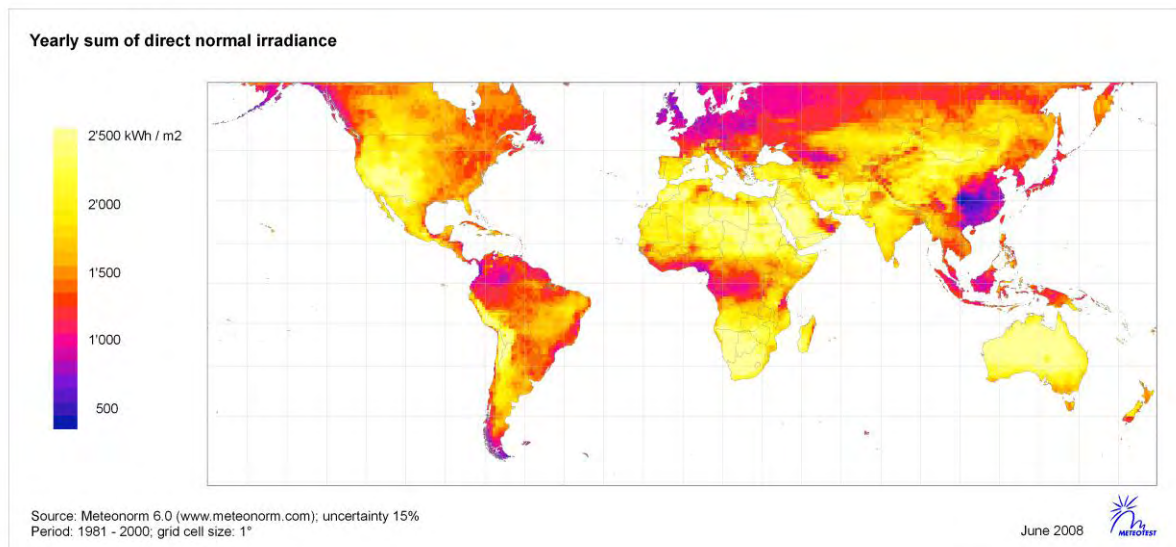 Yearly sum of direct normal irradiance
2'500 kWh / m2
2'000
1'500
1'000
500
Source: Meteonorm 6.0 (www.meteonorm.com); uncertainty 15%
Period: 1981 - 2000; grid cell size: 1°
June 2008
METEOTEST